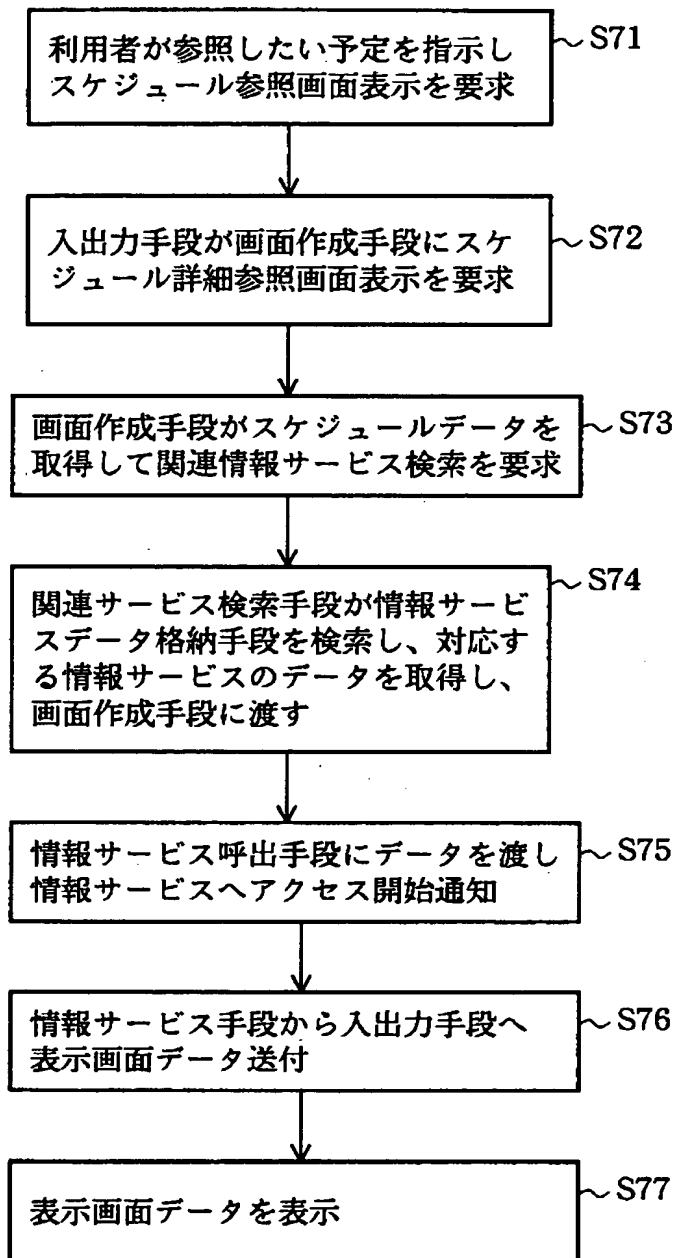 利用者が参照したい予定を指示し
スケジュール参照画面表示を要求
S71
入出力手段が画面作成手段にスケ
ジュール詳細参照画面表示を要求
S72
画面作成手段がスケジュールデータを
取得して関連情報サービス検索を要求
S73
関連サービス検索手段が情報サービ
スデータ格納手段を検索し、対応す
る情報サービスのデータを取得し、
画面作成手段に渡す
S74
情報サービス呼出手段にデータを渡し
情報サービスへアクセス開始通知
S75
情報サービス手段から入出力手段へ
表示画面データ送付
S76
表示画面データを表示
S77